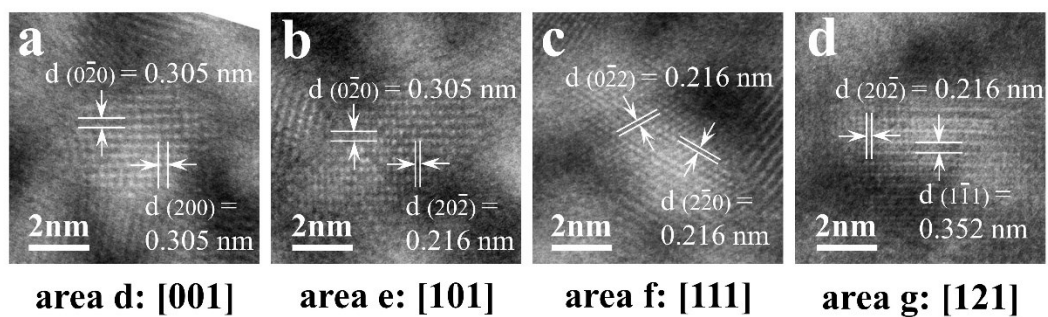 a
d (02̄0) = 0.305 nm
d (200) =
0.305 nm
2nm
area d: [001]
b
d (02̄0) = 0.305 nm
d (202̄) =
0.216 nm
2nm
area e: [101]
c
d (02̄2) = 0.216 nm
d (22̄0) =
0.216 nm
2nm
area f: [111]
d
d (202̄) = 0.216 nm
d (11̄1) =
0.352 nm
2nm
area g: [121]